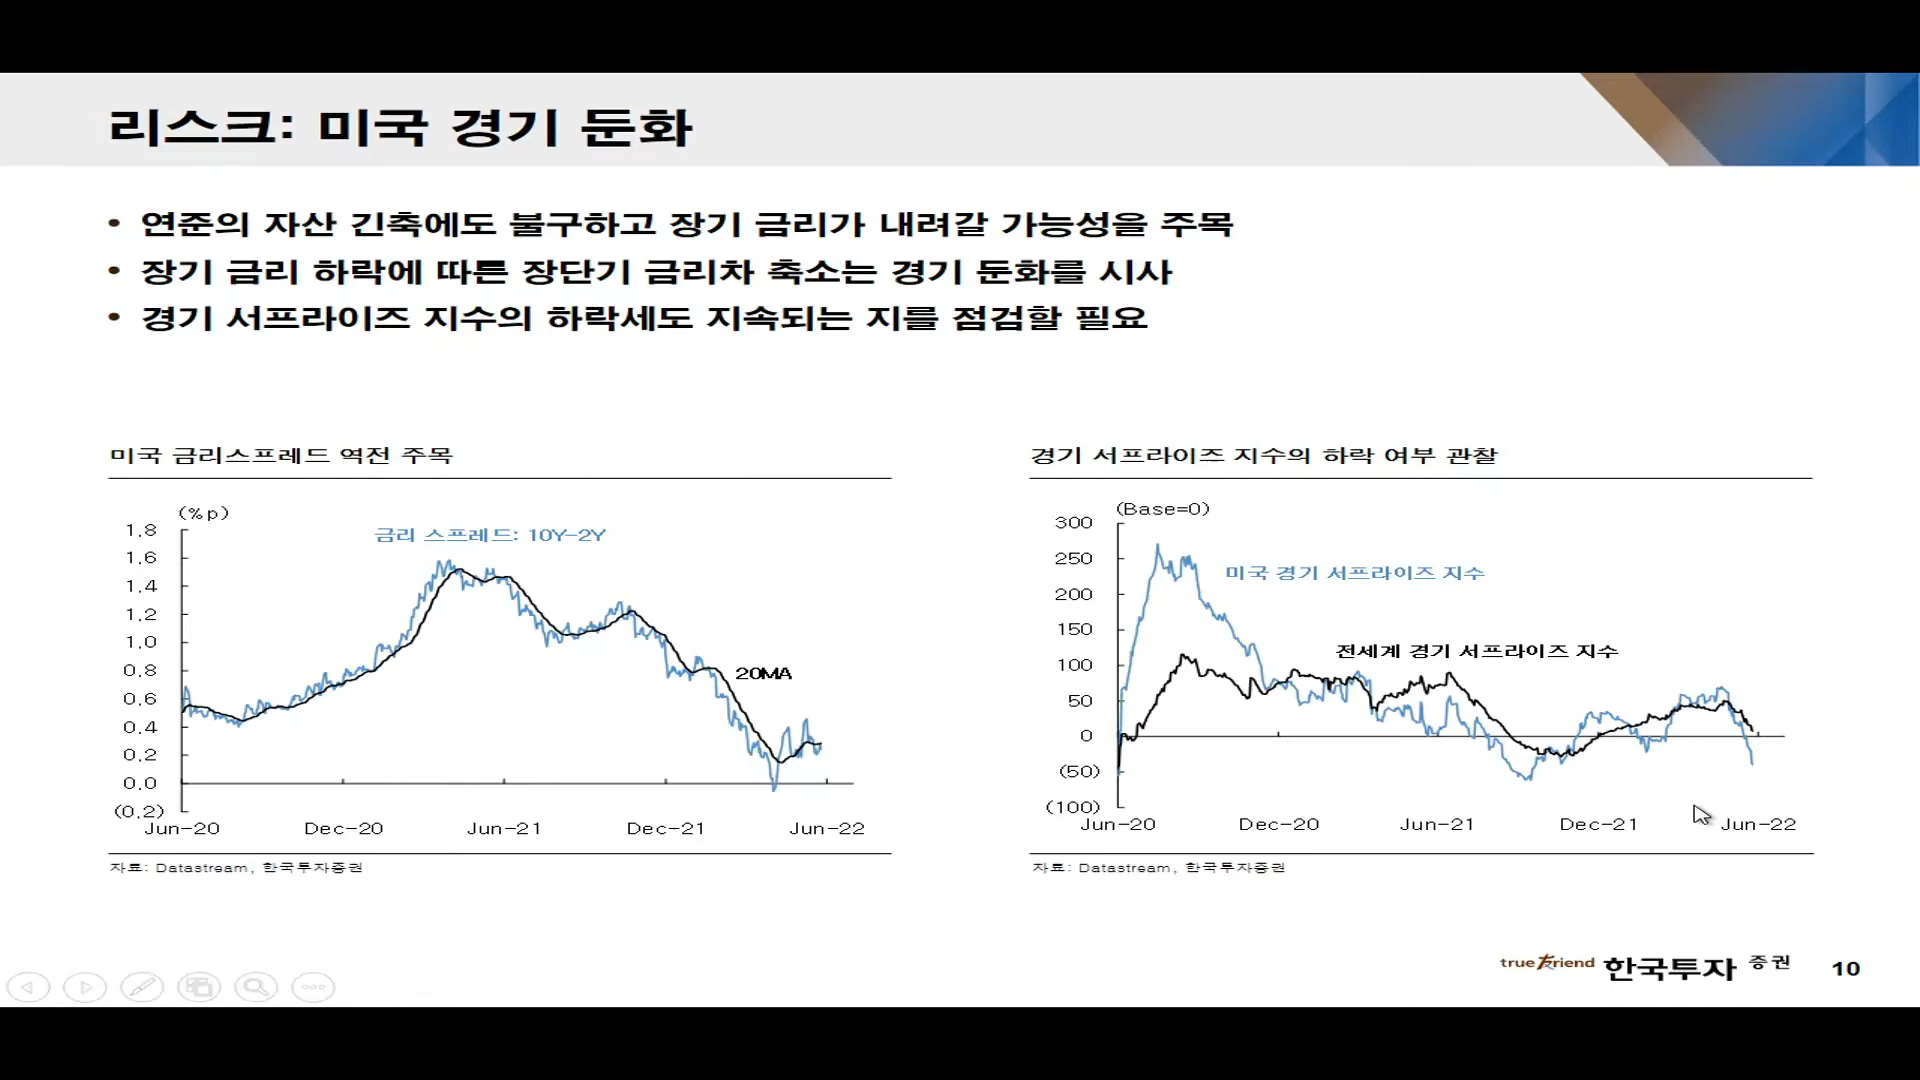 리스크: 미국 경기 둔화
• 연준의 자산 긴축에도 불구하고 장기 금리가 내려갈 가능성을 주목
• 장기 금리 하락에 따른 장단기 금리차 축소는 경기 둔화를 시사
• 경기 서프라이즈 지수의 하락세도 지속되는 지를 점검할 필요
미국 금리스프레드 역전 주목
(%p)
금리 스프레드: 10Y-2Y
1.8
1.6
1.4
1.2
1.0
0.8
0.6
0.4
0.2
0.0
(0.2)
20MA
Jun-20 Dec-20 Jun-21 Dec-21 Jun-22
자료: Datastream, 한국투자증권
경기 서프라이즈 지수의 하락 여부 관찰
(Base=0)
300
250
200
150
100
50
0
(50)
(100)
미국 경기 서프라이즈 지수
전세계 경기 서프라이즈 지수
Jun-20 Dec-20 Jun-21 Dec-21 Jun-22
자료: Datastream, 한국투자증권
true Friend 한국투자 증권 10